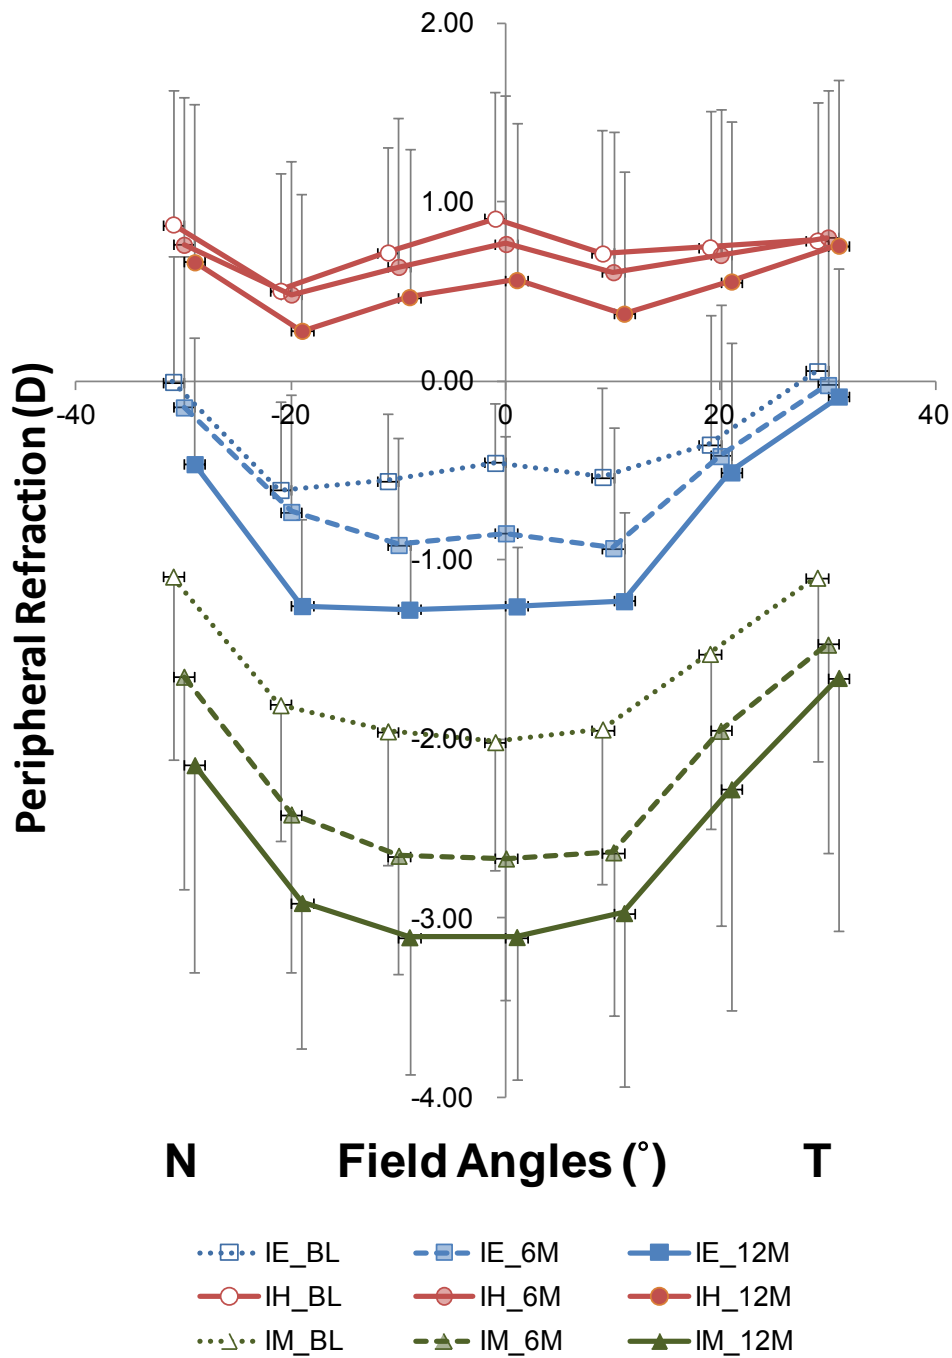 2.00
1.00
0.00
-40
-20
0
20
40
-1.00
-2.00
-3.00
-4.00
Peripheral Refraction (D)
N Field Angles (°) T
IE_BL IE_6M IE_12M
IH_BL IH_6M IH_12M
IM_BL IM_6M IM_12M